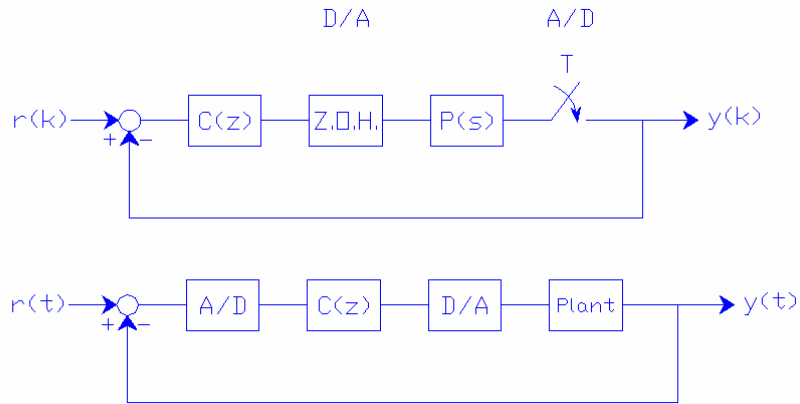 D/A A/D
T
r(k) C(z) Z.O.H. P(s) y(k)
+ −
r(t) A/D C(z) D/A Plant y(t)
+ −